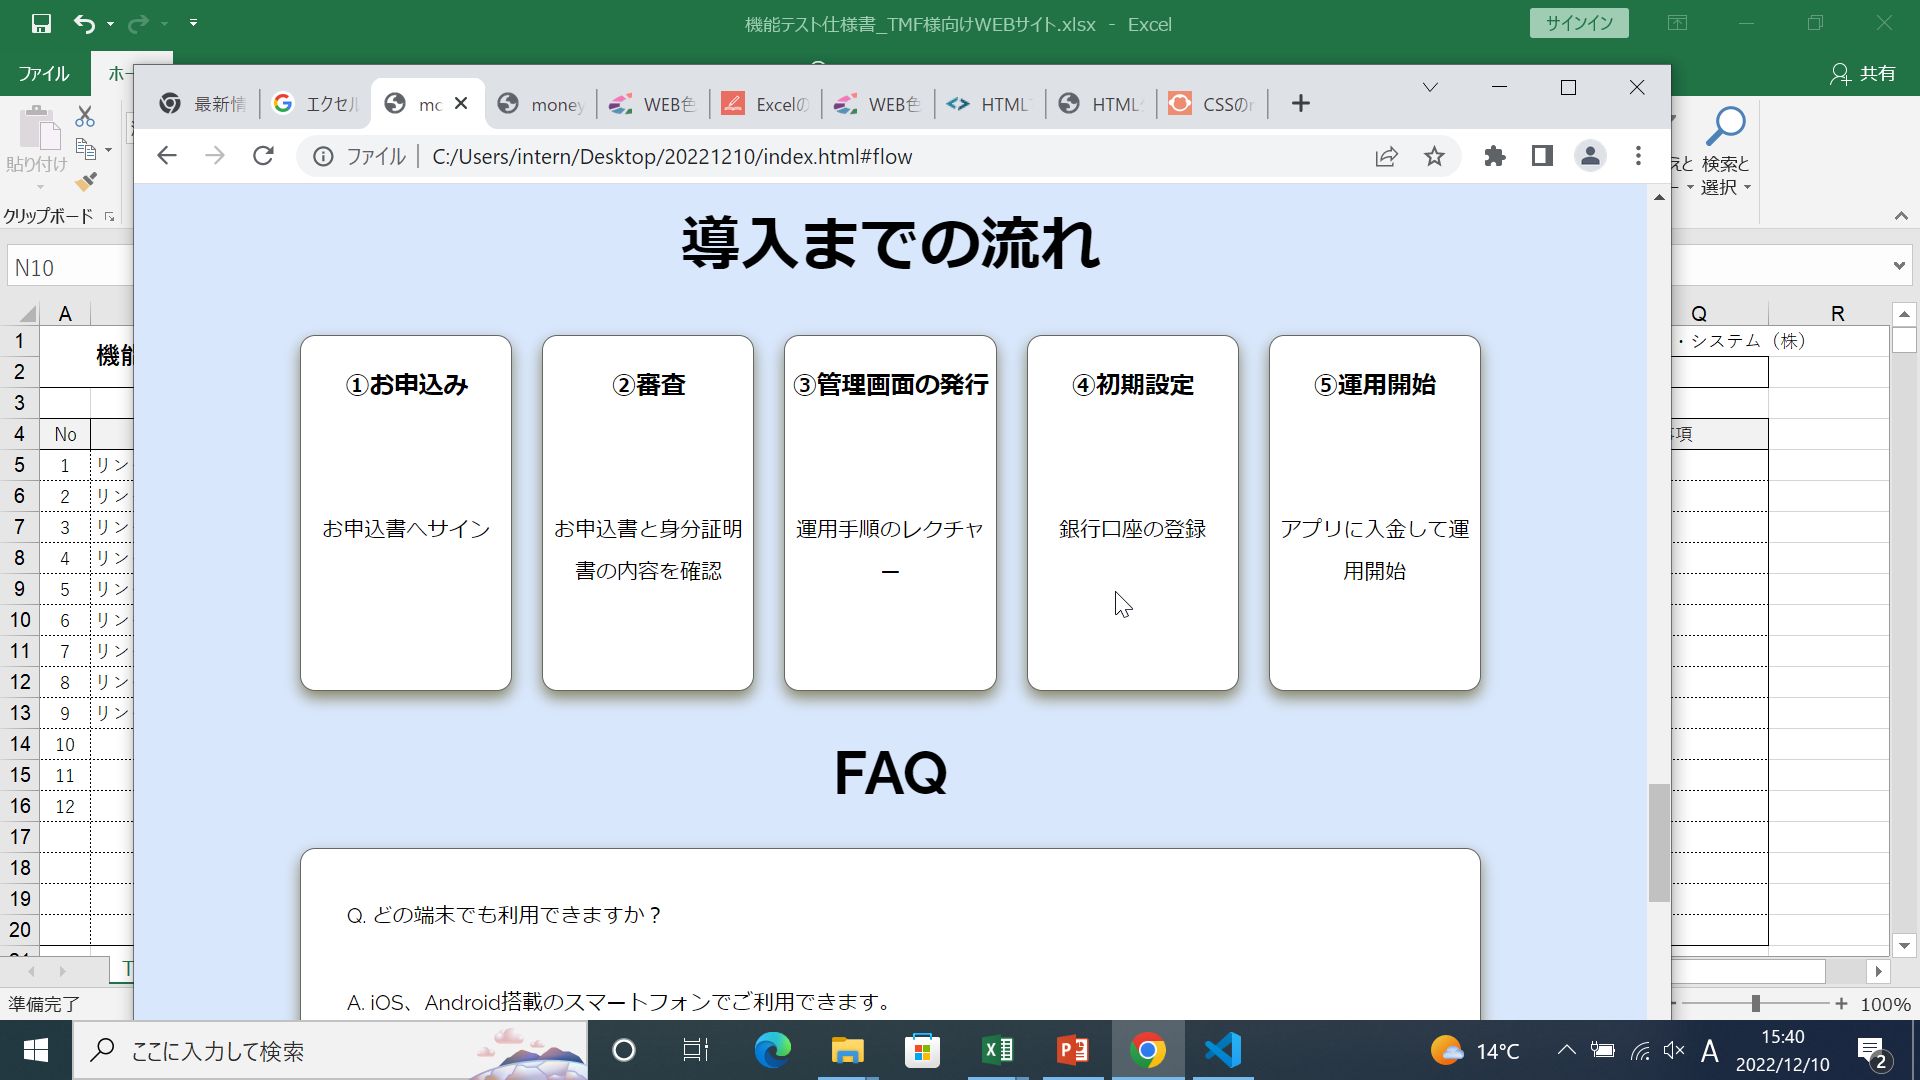 機能テスト仕様書_TMF様向けWEBサイト.xlsx - Excel
サインイン
ファイル
ホー
共有
最新情
エクセル
mc
money
WEB色
Excelの
WEB色
HTML
HTML
CSSの
ファイル
C:/Users/intern/Desktop/20221210/index.html#flow
貼り付け
クリップボード
えと
検索と
選択
N10
A
Q
R
1
2
3
4
5
6
7
8
9
10
11
12
13
14
15
16
17
18
19
20
機能
・システム（株）
No
項
1 リン
2 リン
3 リン
4 リン
5 リン
6 リン
7 リン
8 リン
9 リン
10
11
12
導入までの流れ
①お申込み
お申込書へサイン
②審査
お申込書と身分証明
書の内容を確認
③管理画面の発行
運用手順のレクチャ
ー
④初期設定
銀行口座の登録
⑤運用開始
アプリに入金して運
用開始
FAQ
Q. どの端末でも利用できますか？
A. iOS、Android搭載のスマートフォンでご利用できます。
T
準備完了
100%
ここに入力して検索
14°C
A
15:40
2022/12/10
2